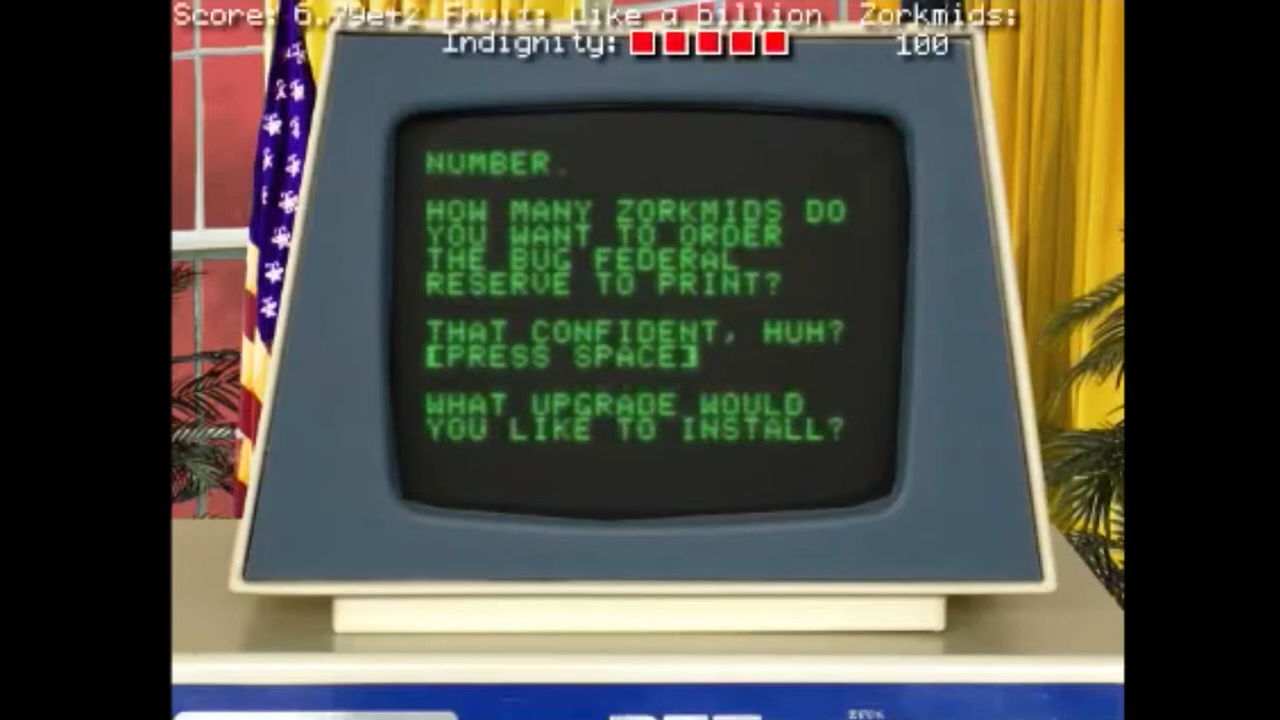 Score: 6.79e+2 Fruit: Like a billion Zorkmids:
Indignity: 100
NUMBER.
HOW MANY ZORKMIDS DO
YOU WANT TO ORDER
THE BUG FEDERAL
RESERVE TO PRINT?
THAT CONFIDENT, HUH?
[PRESS SPACE]
WHAT UPGRADE WOULD
YOU LIKE TO INSTALL?